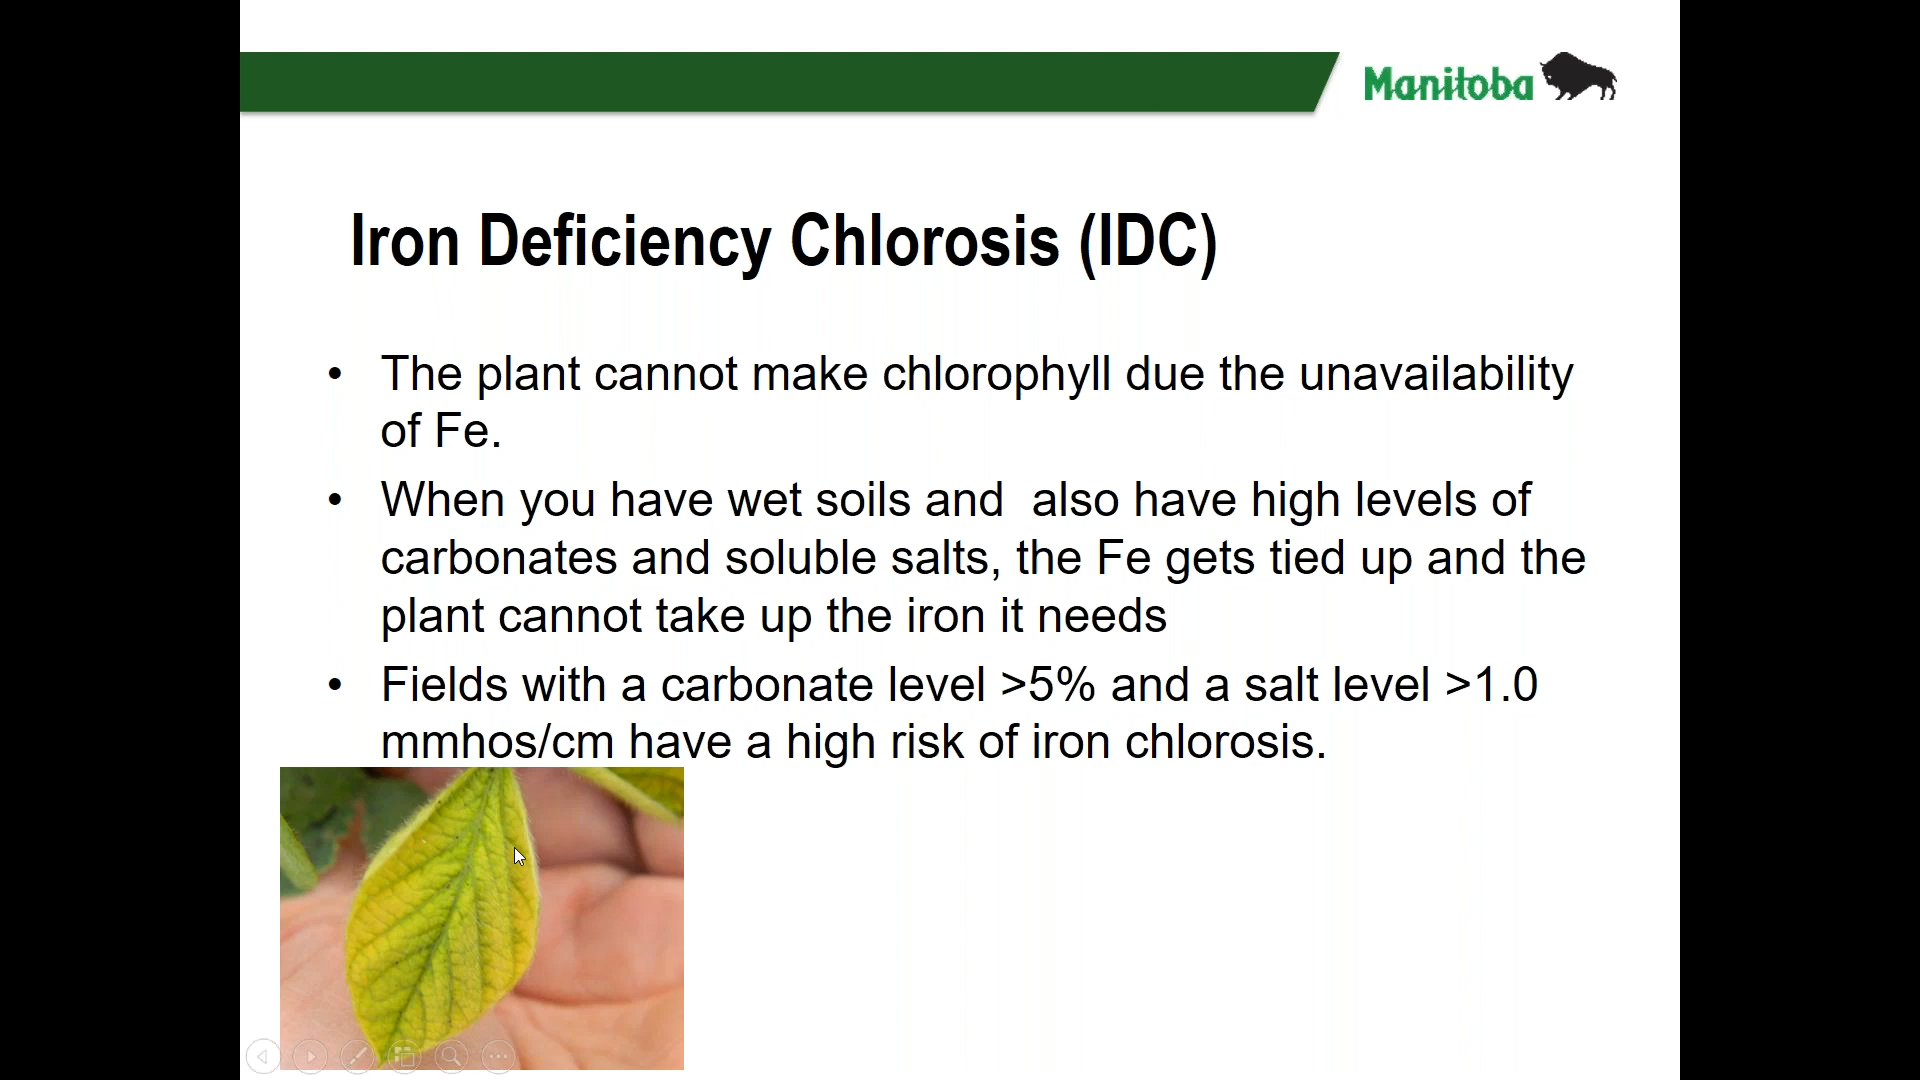 Manitoba
Iron Deficiency Chlorosis (IDC)
• The plant cannot make chlorophyll due the unavailability
of Fe.
• When you have wet soils and  also have high levels of
carbonates and soluble salts, the Fe gets tied up and the
plant cannot take up the iron it needs
• Fields with a carbonate level >5% and a salt level >1.0
mmhos/cm have a high risk of iron chlorosis.